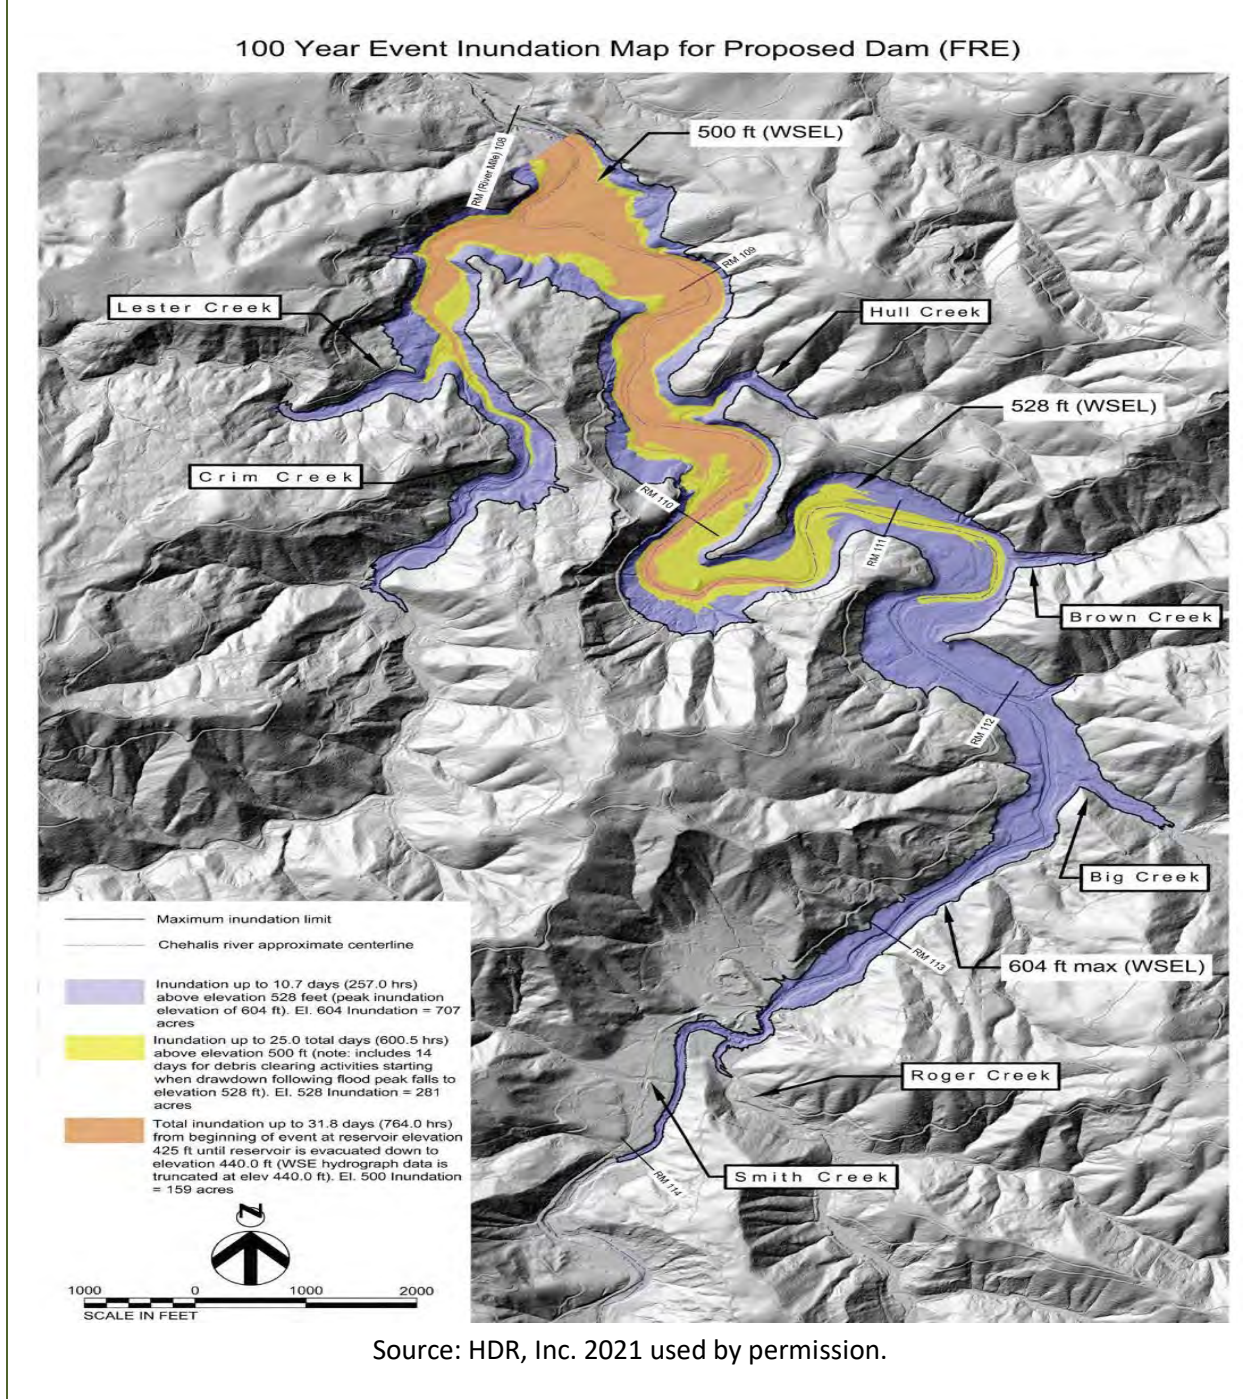 100 Year Event Inundation Map for Proposed Dam (FRE)
500 ft (WSEL)
RM (River Mile) 108
RM 109
Lester Creek
Hull Creek
528 ft (WSEL)
Crim Creek
RM 110
RM 111
Brown Creek
RM 112
Big Creek
RM 113
604 ft max (WSEL)
Roger Creek
Smith Creek
RM 114
Maximum inundation limit
Chehalis river approximate centerline
Inundation up to 10.7 days (257.0 hrs)
above elevation 528 feet (peak inundation
elevation of 604 ft). El. 604 Inundation = 707
acres
Inundation up to 25.0 total days (600.5 hrs)
above elevation 500 ft (note: includes 14
days for debris clearing activities starting
when drawdown following flood peak falls to
elevation 528 ft). El. 528 Inundation = 281
acres
Total inundation up to 31.8 days (764.0 hrs)
from beginning of event at reservoir elevation
425 ft until reservoir is evacuated down to
elevation 440.0 ft (WSE hydrograph data is
truncated at elev 440.0 ft). El. 500 Inundation
= 159 acres
N
1000 0 1000 2000
SCALE IN FEET
Source: HDR, Inc. 2021 used by permission.